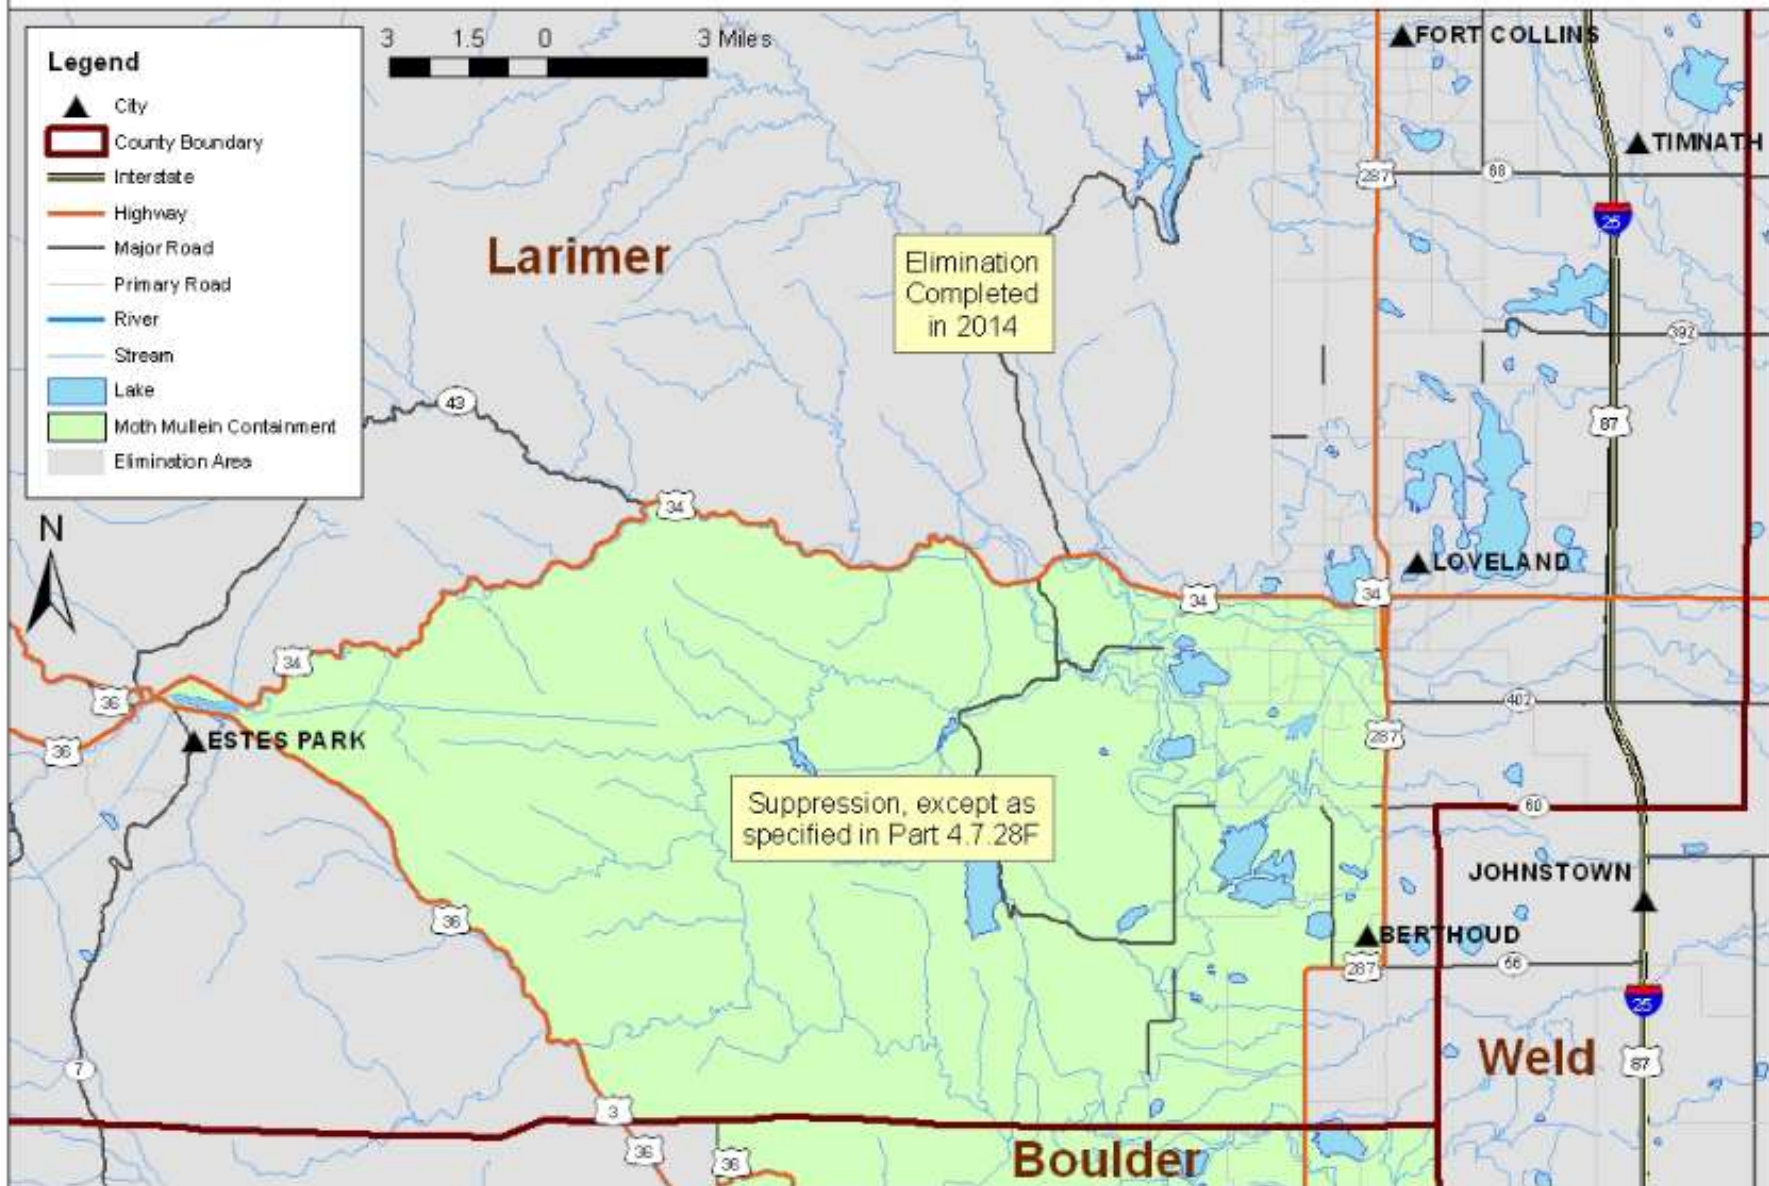 Legend
City
County Boundary
Interstate
Highway
Major Road
Primary Road
River
Stream
Lake
Moth Mullein Containment
Elimination Area
3 1.5 0 3 Miles
N
FORT COLLINS
TIMNATH
287
68
25
Larimer
Elimination
Completed
in 2014
392
43
87
34
LOVELAND
34
34
34
36
402
36
ESTES PARK
287
Suppression, except as
specified in Part 4.7.28F
60
JOHNSTOWN
36
BERTHOUD
287
56
25
Weld
7
87
3
36
36
Boulder